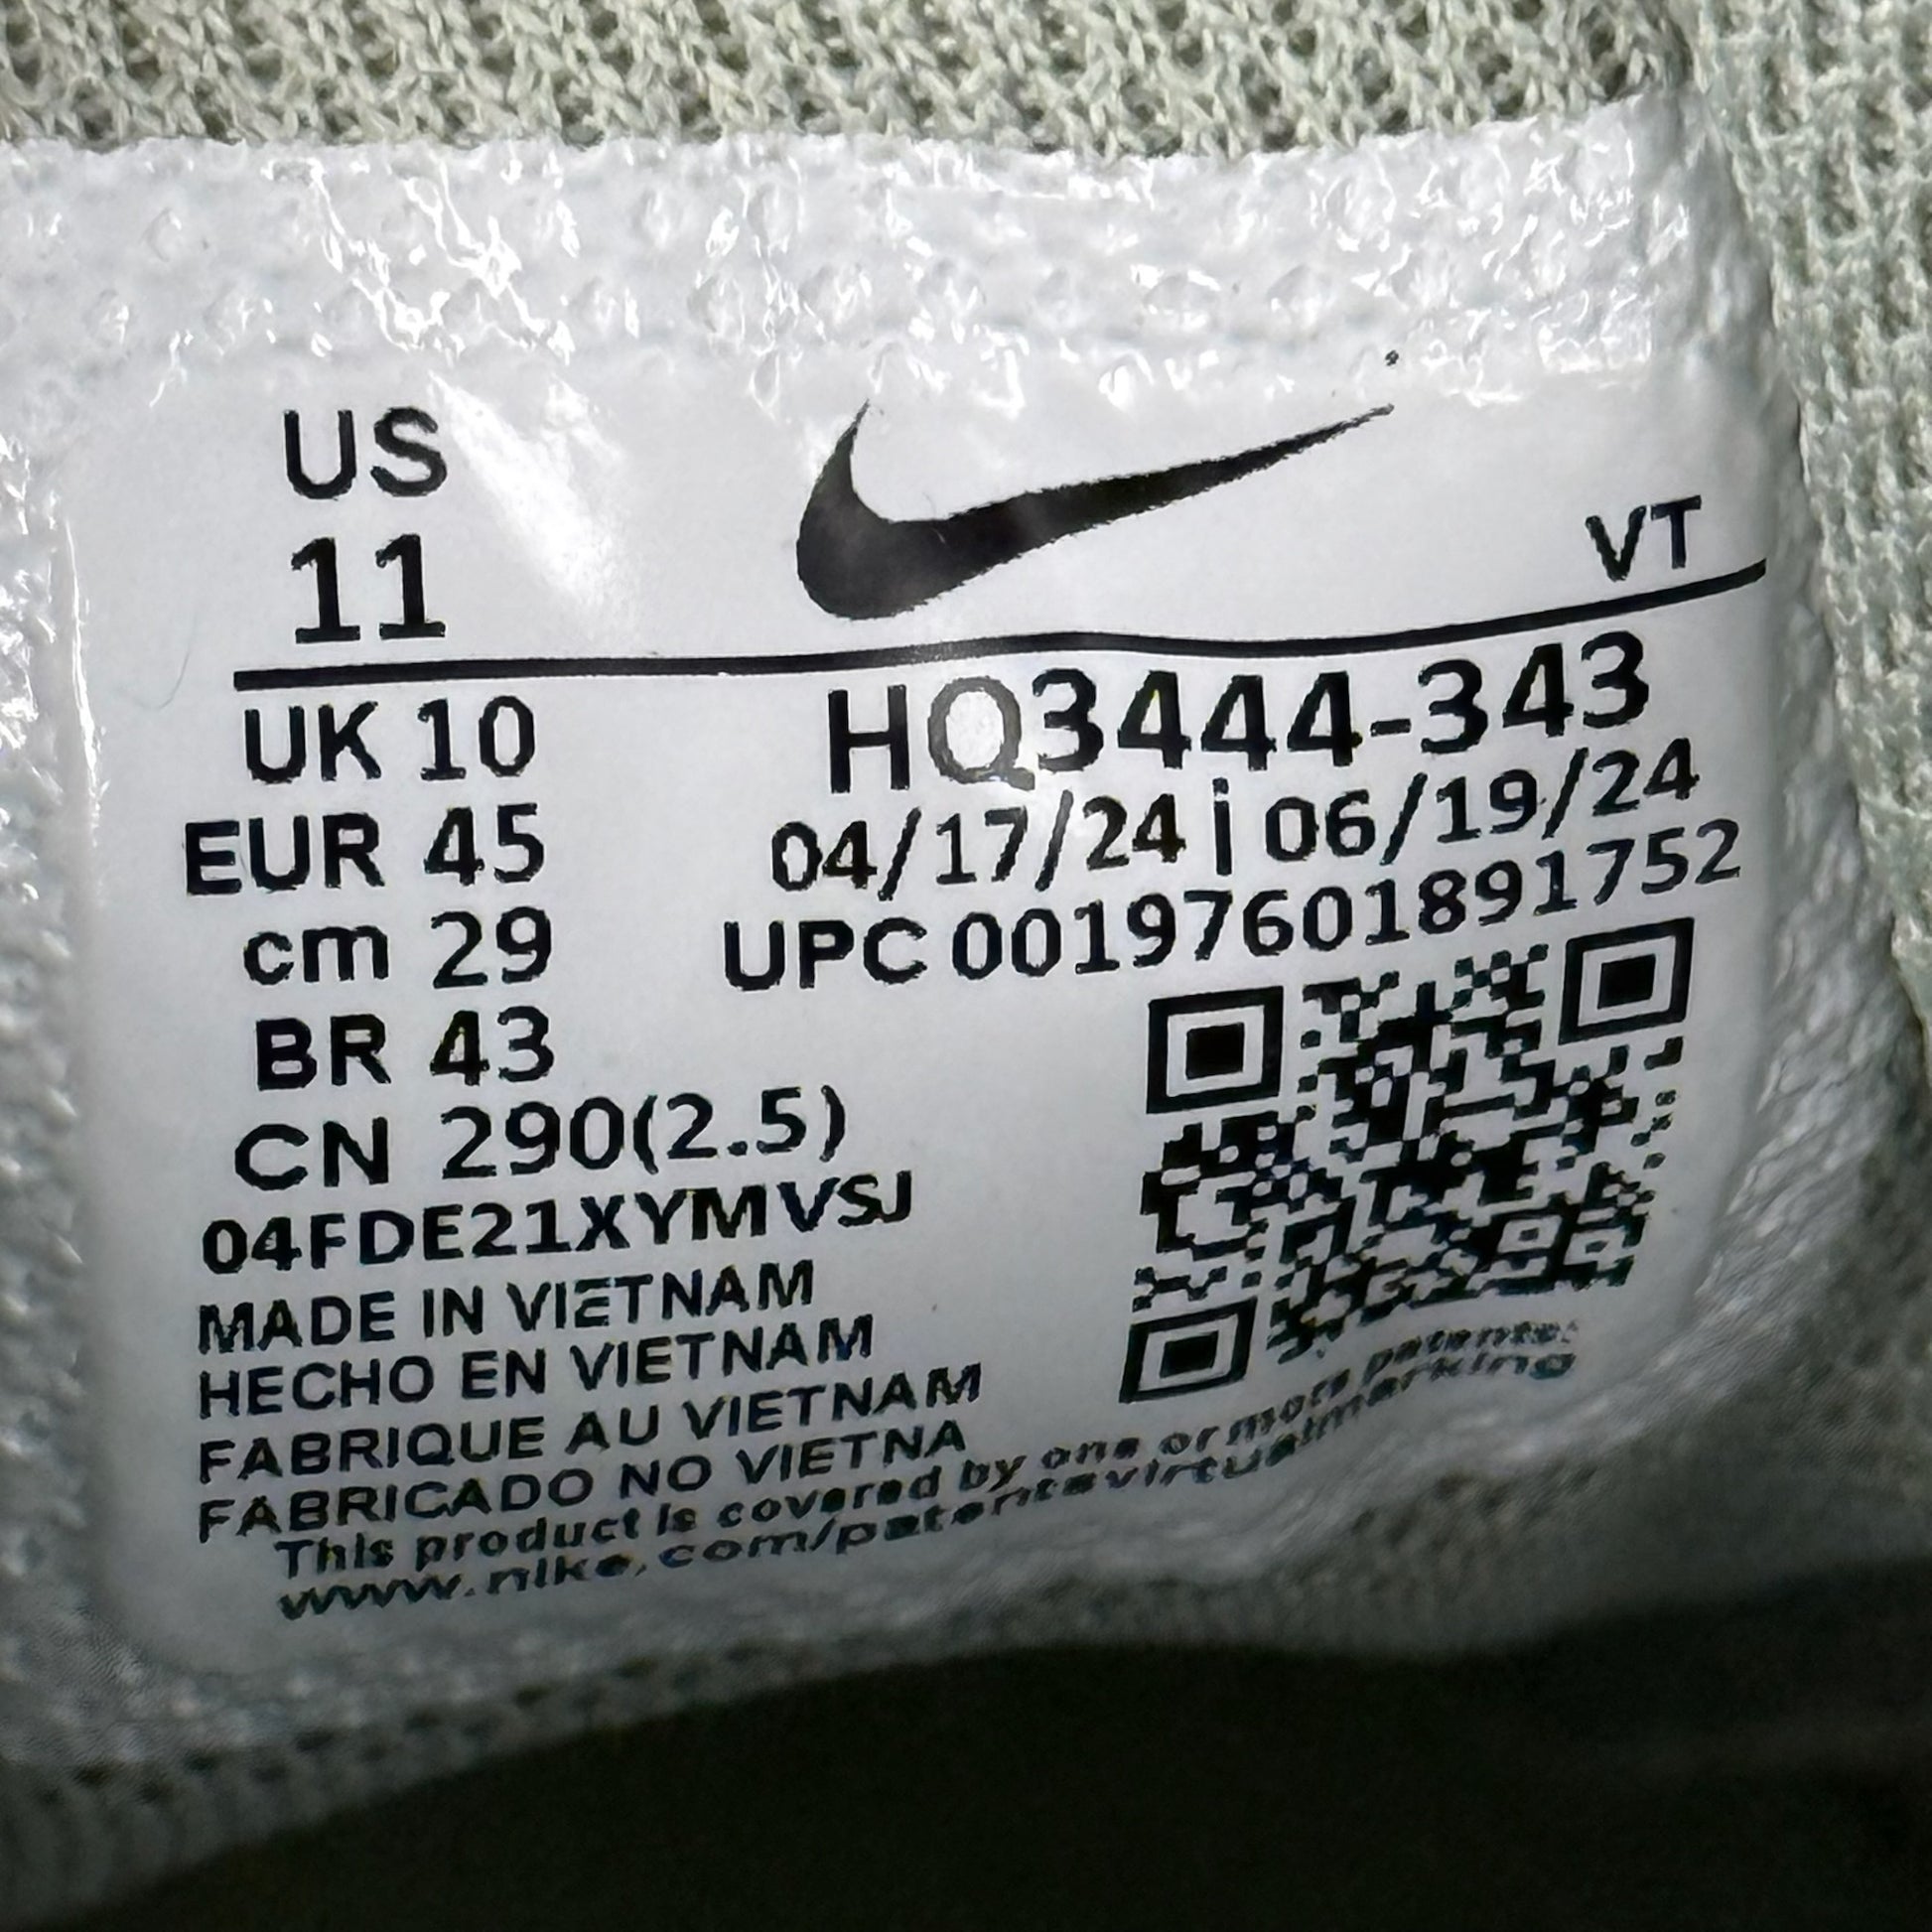 US
11
VT
UK 10
EUR 45
cm 29
BR 43
CN 290(2.5)
HQ3444-343
04/17/24 | 06/19/24
UPC 00197601891752
04FDE21XYMVSJ
MADE IN VIETNAM
HECHO EN VIETNAM
FABRIQUE AU VIETNAM
FABRICADO NO VIETNA
This product is covered by one or more patents:
www.nike.com/patentsvirtualmarking